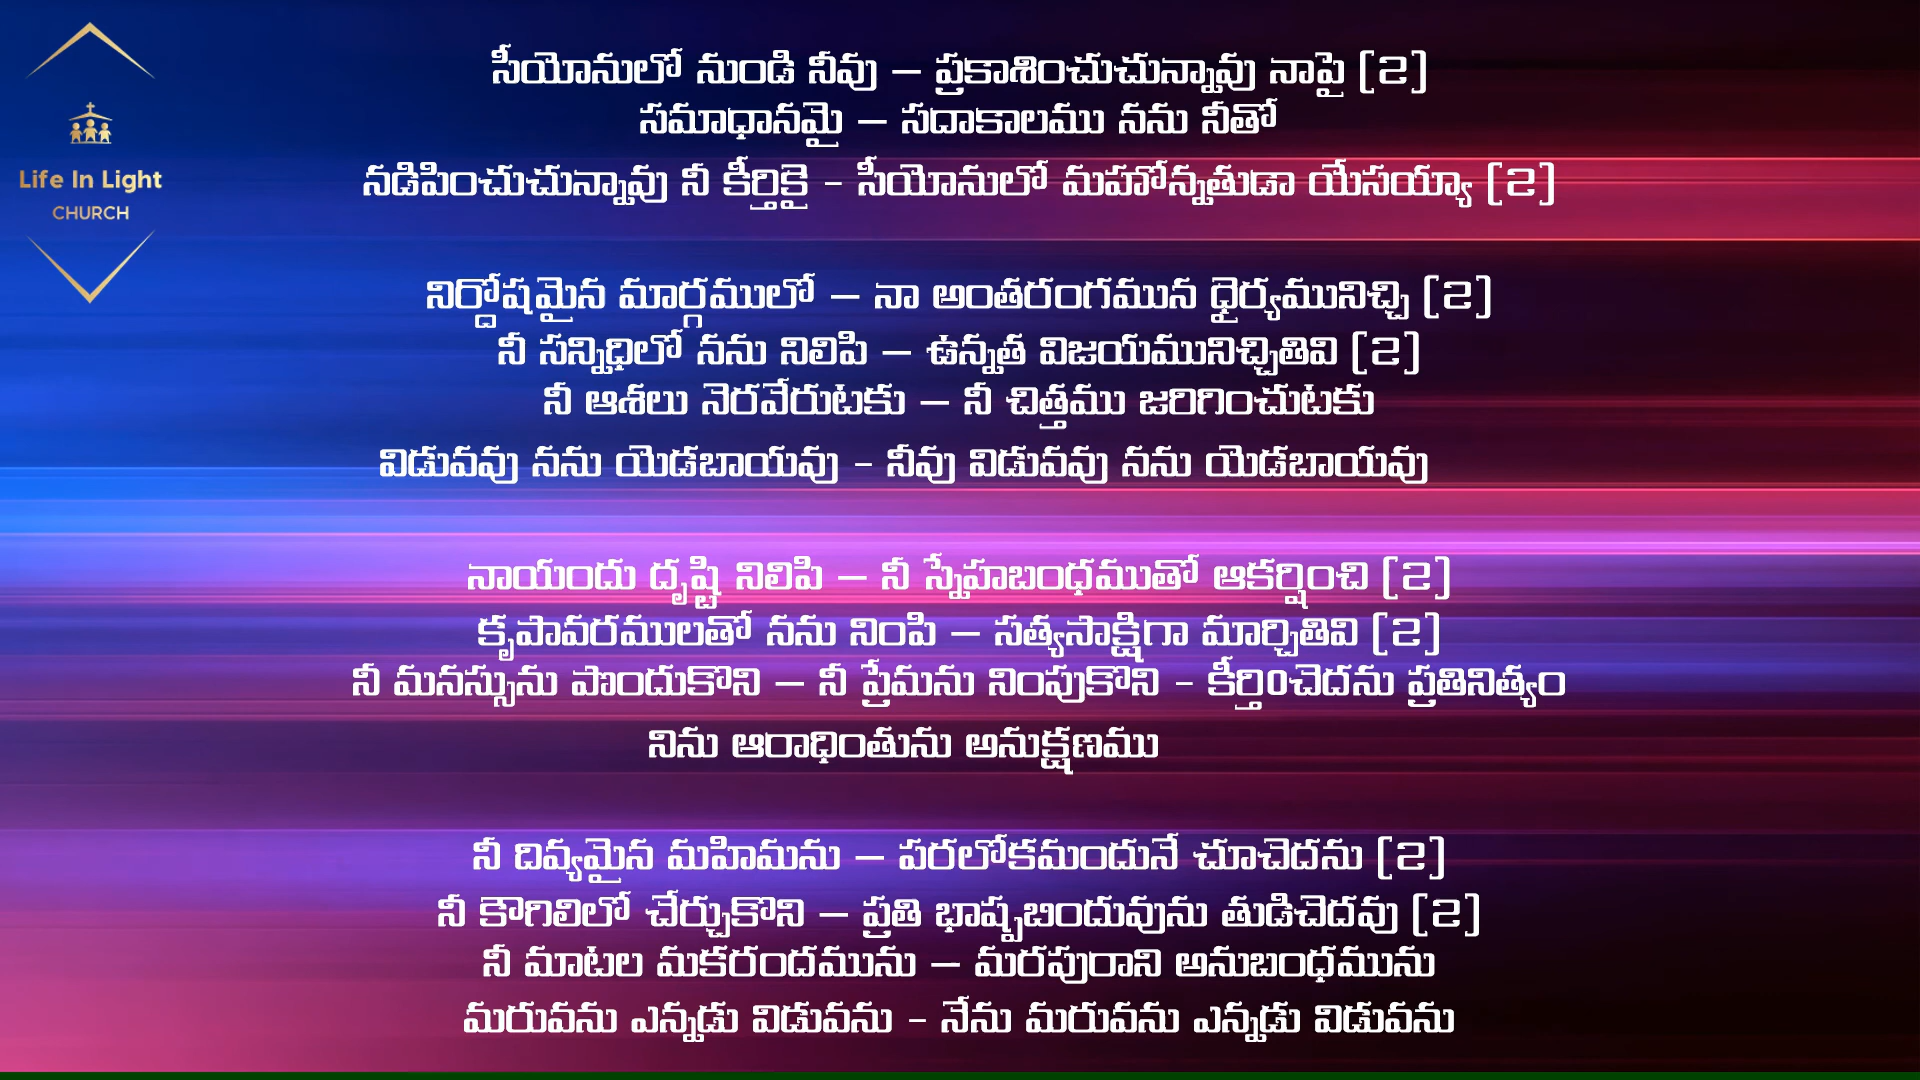 Life In Light
CHURCH
సీయోనులో నుండి నీవు – ప్రకాశించుచున్నావు నాపై [2]
సమాధానమై – సదాకాలము నను నీతో
నడిపించుచున్నావు నీ కీర్తికై - సీయోనులో మహోన్నతుడా యేసయ్యా [2]
నిర్దోషమైన మార్గములో – నా అంతరంగమున ధైర్యమునిచ్చి [2]
నీ సన్నిధిలో నను నిలిపి – ఉన్నత విజయమునిచ్చితివి [2]
నీ ఆశలు నెరవేరుటకు – నీ చిత్తము జరిగించుటకు
విడువవు నను యెడబాయవు - నీవు విడువవు నను యెడబాయవు
నాయందు దృష్టి నిలిపి – నీ స్నేహబంధముతో ఆకర్షించి [2]
కృపావరములతో నను నింపి – సత్యసాక్షిగా మార్చితివి [2]
నీ మనస్సును పొందుకొని – నీ ప్రేమను నింపుకొని - కీర్తి0చెదను ప్రతినిత్యం
నిను ఆరాధింతును అనుక్షణము
నీ దివ్యమైన మహిమను – పరలోకమందునే చూచెదను [2]
నీ కౌగిలిలో చేర్చుకొని – ప్రతి భాష్పబిందువును తుడిచెదవు [2]
నీ మాటల మకరందమును – మరపురాని అనుబంధమును
మరువను ఎన్నడు విడువను - నేను మరువను ఎన్నడు విడువను